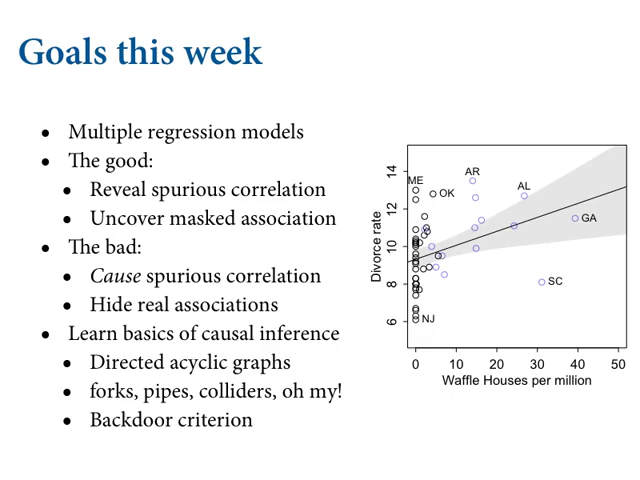 Goals this week
• Multiple regression models
• The good:
• Reveal spurious correlation
• Uncover masked association
• The bad:
• Cause spurious correlation
• Hide real associations
• Learn basics of causal inference
• Directed acyclic graphs
• forks, pipes, colliders, oh my!
• Backdoor criterion
ME
AR
OK
AL
GA
SC
NJ
Divorce rate
14
12
10
8
6
0 10 20 30 40 50
Waffle Houses per million